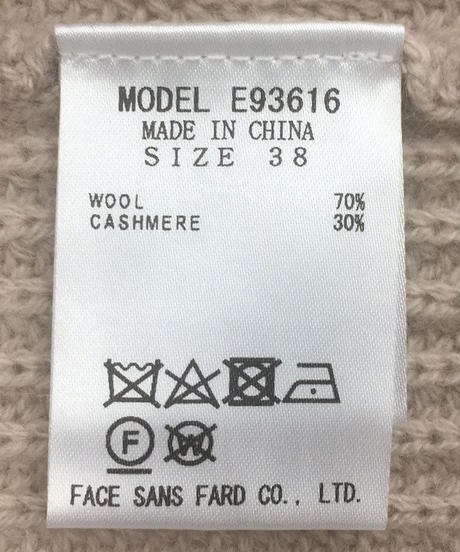 MODEL E93616
MADE IN CHINA
SIZE 38
WOOL 70%
CASHMERE 30%
F W
FACE SANS FARD CO., LTD.